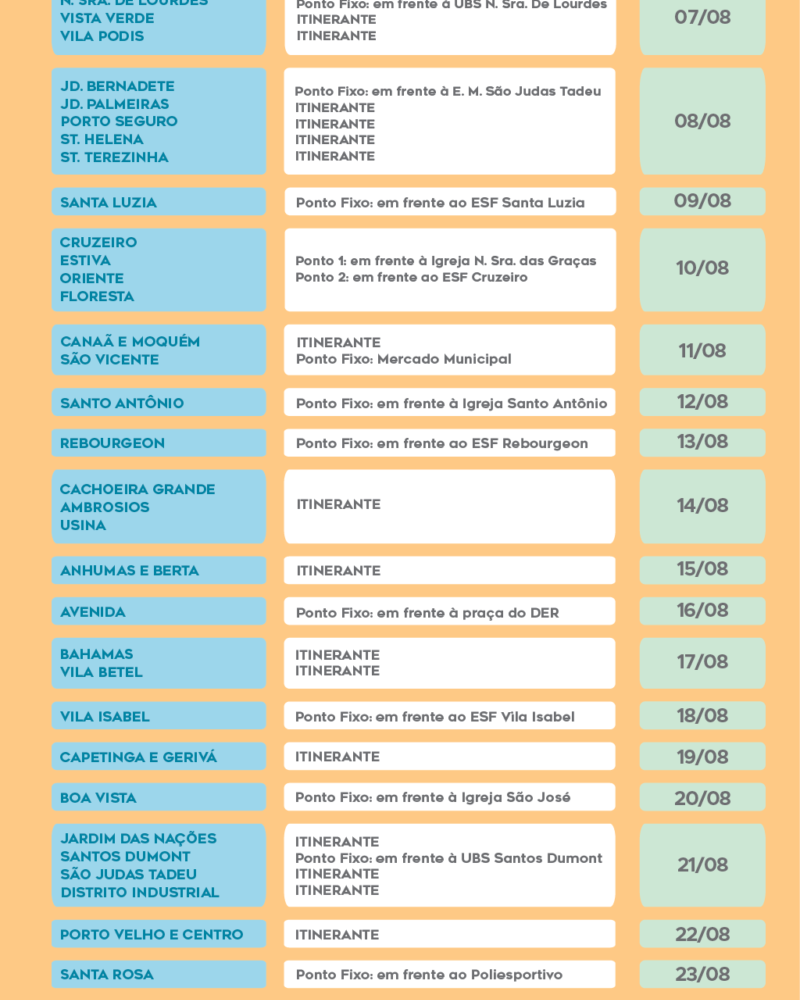 N. SRA. DE LOURDES
VISTA VERDE
VILA PODIS
Ponto Fixo: em frente à UBS N. Sra. De Lourdes
ITINERANTE
ITINERANTE
07/08
JD. BERNADETE
JD. PALMEIRAS
PORTO SEGURO
ST. HELENA
ST. TEREZINHA
Ponto Fixo: em frente à E. M. São Judas Tadeu
ITINERANTE
ITINERANTE
ITINERANTE
ITINERANTE
08/08
SANTA LUZIA
Ponto Fixo: em frente ao ESF Santa Luzia
09/08
CRUZEIRO
ESTIVA
ORIENTE
FLORESTA
Ponto 1: em frente à Igreja N. Sra. das Graças
Ponto 2: em frente ao ESF Cruzeiro
10/08
CANAÃ E MOQUÉM
SÃO VICENTE
ITINERANTE
Ponto Fixo: Mercado Municipal
11/08
SANTO ANTÔNIO
Ponto Fixo: em frente à Igreja Santo Antônio
12/08
REBOURGEON
Ponto Fixo: em frente ao ESF Rebourgeon
13/08
CACHOEIRA GRANDE
AMBROSIOS
USINA
ITINERANTE
14/08
ANHUMAS E BERTA
ITINERANTE
15/08
AVENIDA
Ponto Fixo: em frente à praça do DER
16/08
BAHAMAS
VILA BETEL
ITINERANTE
ITINERANTE
17/08
VILA ISABEL
Ponto Fixo: em frente ao ESF Vila Isabel
18/08
CAPETINGA E GERIVÁ
ITINERANTE
19/08
BOA VISTA
Ponto Fixo: em frente à Igreja São José
20/08
JARDIM DAS NAÇÕES
SANTOS DUMONT
SÃO JUDAS TADEU
DISTRITO INDUSTRIAL
ITINERANTE
Ponto Fixo: em frente à UBS Santos Dumont
ITINERANTE
ITINERANTE
21/08
PORTO VELHO E CENTRO
ITINERANTE
22/08
SANTA ROSA
Ponto Fixo: em frente ao Poliesportivo
23/08